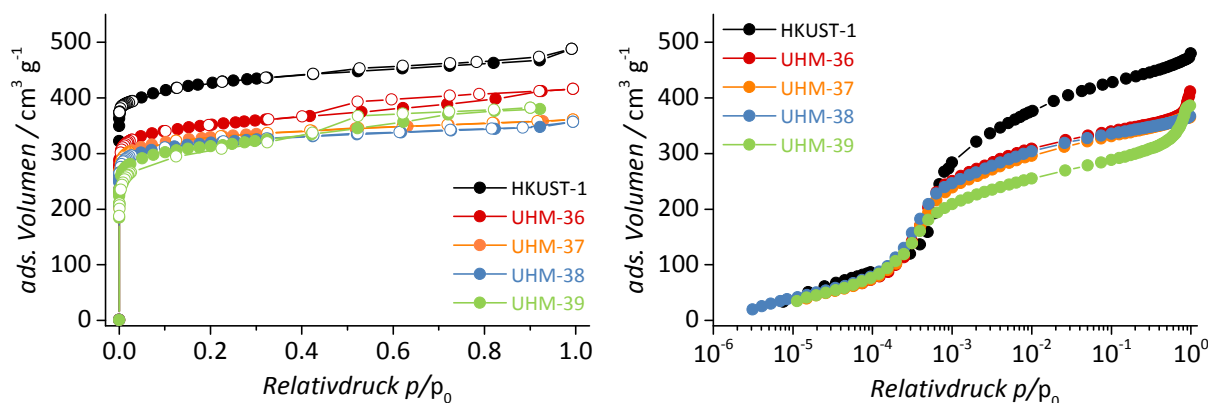 500
400
300
200
100
0
ads. Volumen / cm³ g⁻¹
HKUST-1
UHM-36
UHM-37
UHM-38
UHM-39
0.0 0.2 0.4 0.6 0.8 1.0
Relativdruck p/p₀
500
400
300
200
100
0
ads. Volumen / cm³ g⁻¹
HKUST-1
UHM-36
UHM-37
UHM-38
UHM-39
10⁻⁶ 10⁻⁵ 10⁻⁴ 10⁻³ 10⁻² 10⁻¹ 10⁰
Relativdruck p/p₀